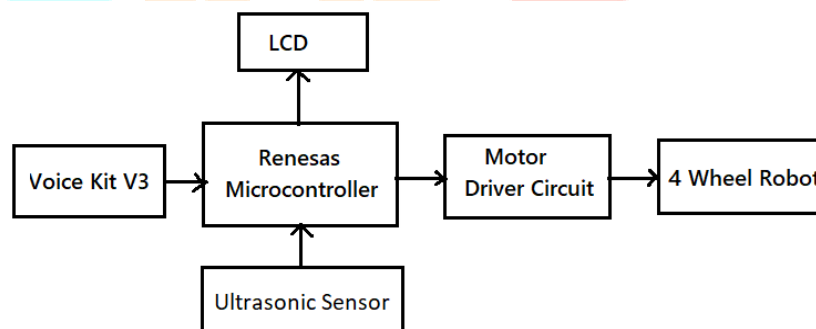 LCD
Voice Kit V3
Renesas
Microcontroller
Motor
Driver Circuit
4 Wheel Robot
Ultrasonic Sensor